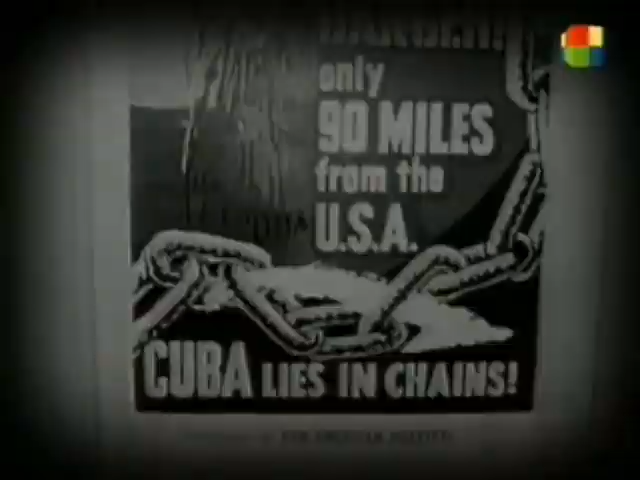 only
90 MILES
from the
U.S.A.
CUBA LIES IN CHAINS!